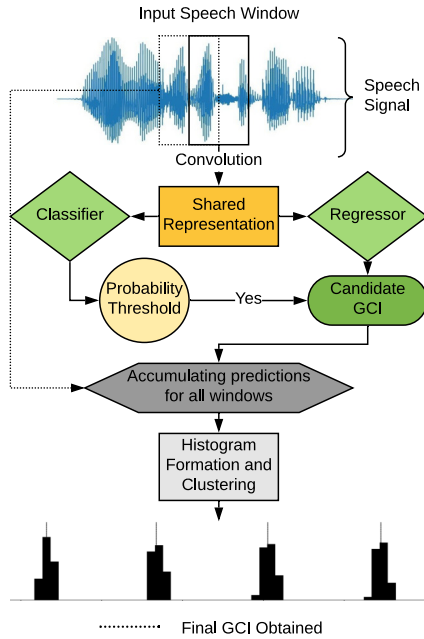 Input Speech Window
Speech
Signal
Convolution
Classifier
Shared
Representation
Regressor
Probability
Threshold
Yes
Candidate
GCI
Accumulating predictions
for all windows
Histogram
Formation and
Clustering
Final GCI Obtained